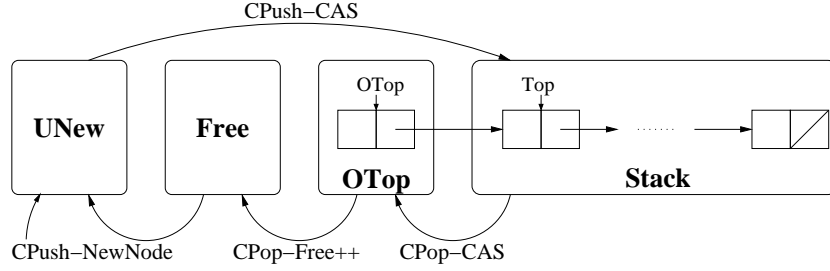 CPush−CAS
OTop
Top
UNew
Free
.......
OTop
Stack
CPush−NewNode
CPop−Free++
CPop−CAS